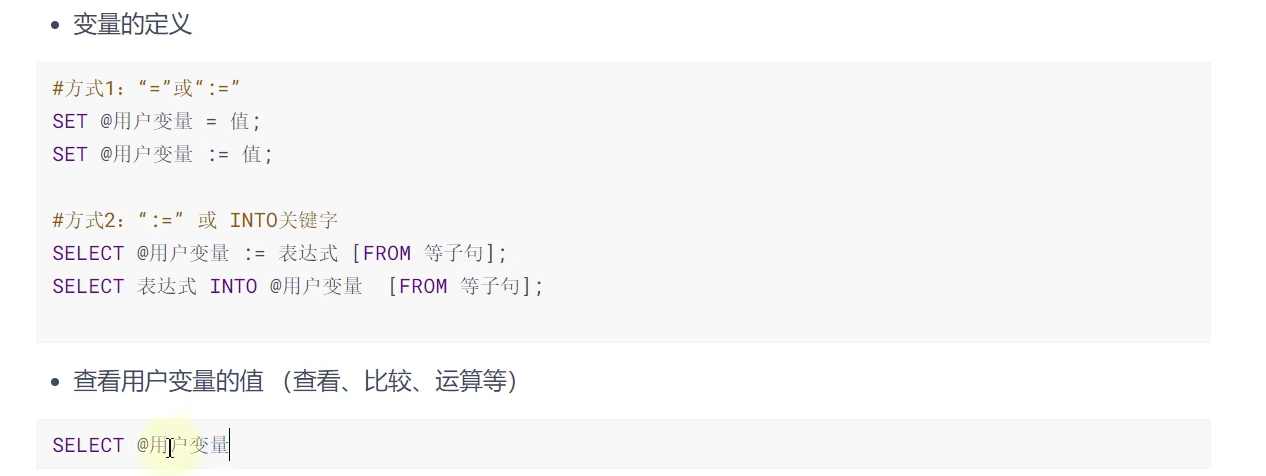 • 变量的定义
#方式1：“=”或“:=”
SET @用户变量 = 值;
SET @用户变量 := 值;
#方式2：“:=” 或 INTO关键字
SELECT @用户变量 := 表达式 [FROM 等子句];
SELECT 表达式 INTO @用户变量  [FROM 等子句];
• 查看用户变量的值 （查看、比较、运算等）
SELECT @用户变量